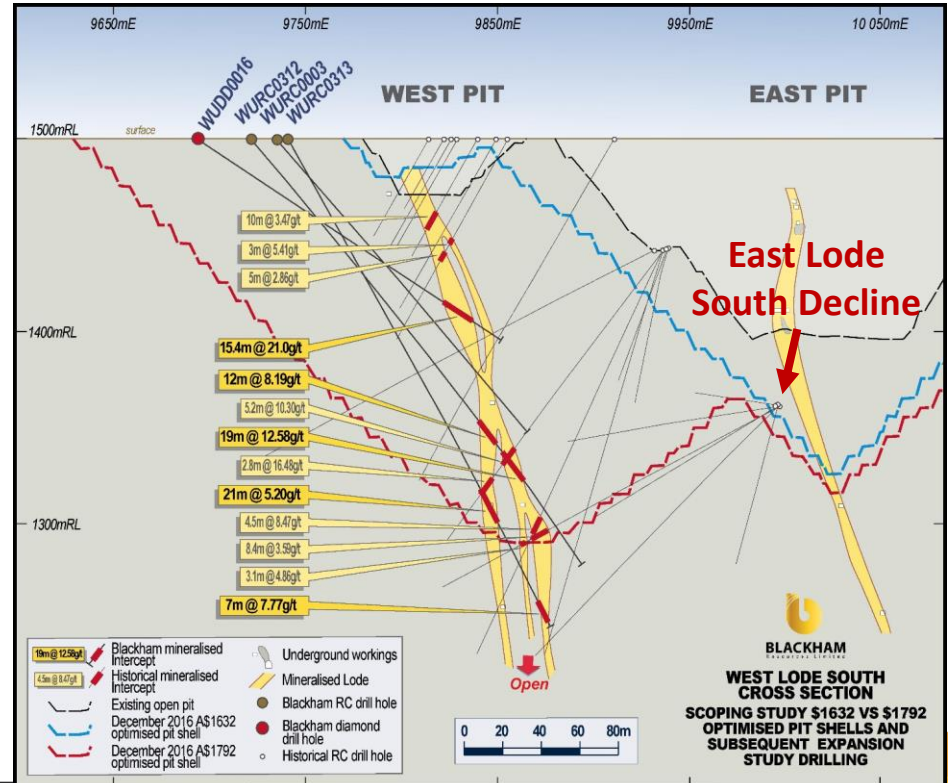 9650mE 9750mE 9850mE 9950mE 10 050mE
WUDD0016
WURC0312
WURC0003
WURC0313
WEST PIT
EAST PIT
1500mRL
surface
10m @ 3.47g/t
3m @ 5.41g/t
5m @ 2.86g/t
East Lode
South Decline
1400mRL
15.4m @ 21.0g/t
12m @ 8.19g/t
5.2m @ 10.30g/t
19m @ 12.58g/t
2.8m @ 16.48g/t
21m @ 5.20g/t
1300mRL
4.5m @ 8.47g/t
8.4m @ 3.59g/t
3.1m @ 4.86g/t
7m @ 7.77g/t
Open
19m @ 12.58g/t
Blackham mineralised
Intercept
4.5m @ 8.47g/t
Historical mineralised
Intercept
Existing open pit
December 2016 A$1632
optimised pit shell
December 2016 A$1792
optimised pit shell
Underground workings
Mineralised Lode
Blackham RC drill hole
Blackham diamond
drill hole
Historical RC drill hole
0 20 40 60 80m
BLACKHAM
Resources Limited
WEST LODE SOUTH
CROSS SECTION
SCOPING STUDY $1632 VS $1792
OPTIMISED PIT SHELLS AND
SUBSEQUENT EXPANSION
STUDY DRILLING